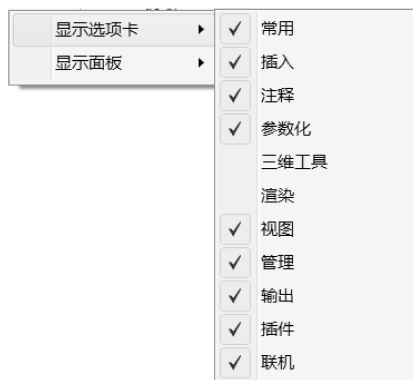 显示选项卡
显示面板
常用
插入
注释
参数化
三维工具
渲染
视图
管理
输出
插件
联机